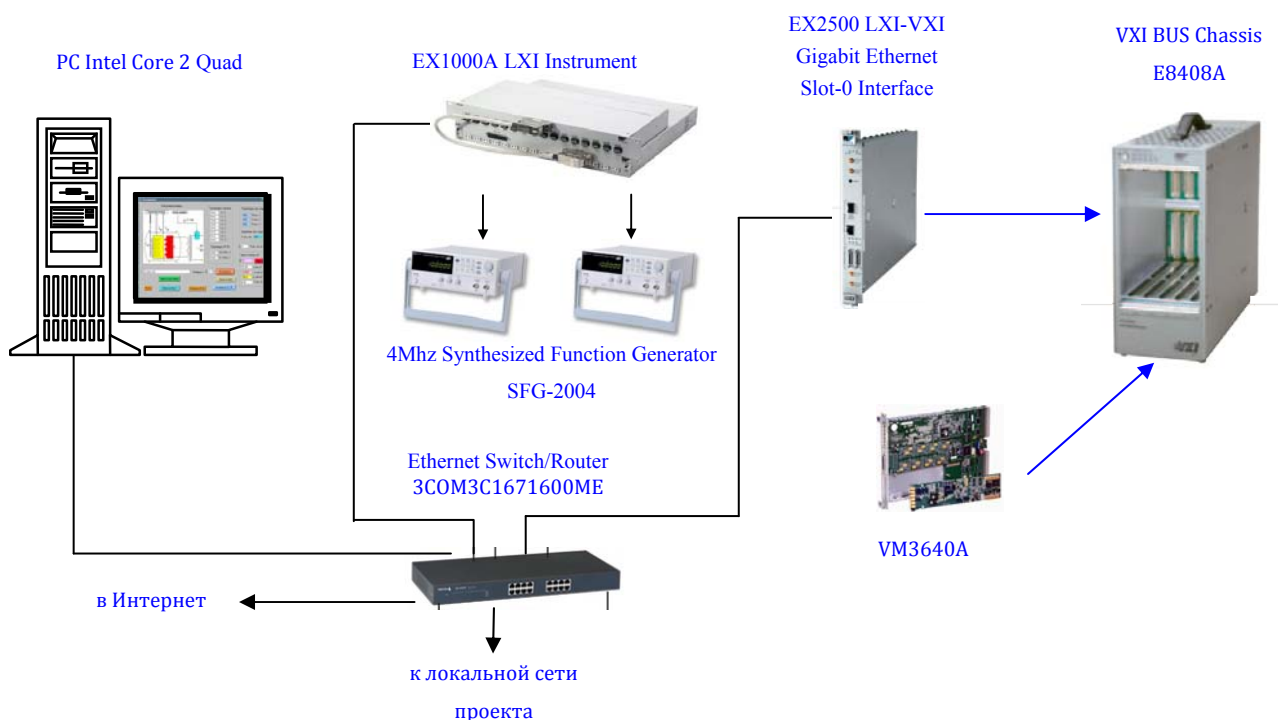 PC Intel Core 2 Quad
EX1000A LXI Instrument
EX2500 LXI-VXI
Gigabit Ethernet
Slot-0 Interface
VXI BUS Chassis
E8408A
4Mhz Synthesized Function Generator
SFG-2004
Ethernet Switch/Router
3COM3C1671600ME
VM3640A
в Интернет
к локальной сети
проекта